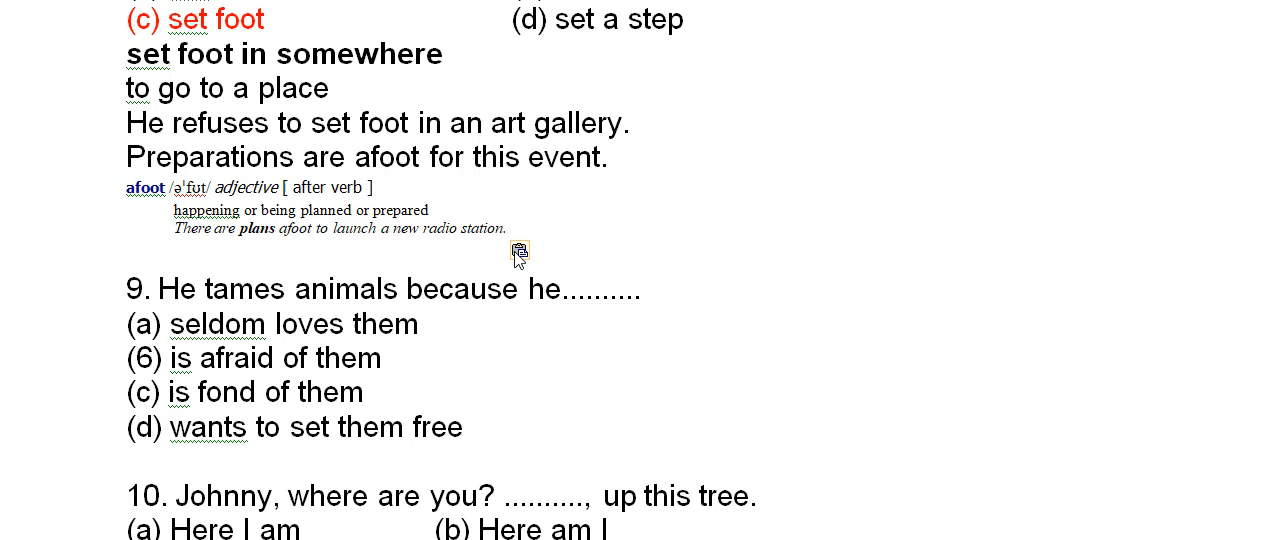 (c) set foot (d) set a step
set foot in somewhere
to go to a place
He refuses to set foot in an art gallery.
Preparations are afoot for this event.
afoot /əˈfʊt/ adjective [ after verb ]
happening or being planned or prepared
There are plans afoot to launch a new radio station.
9. He tames animals because he..........
(a) seldom loves them
(6) is afraid of them
(c) is fond of them
(d) wants to set them free
10. Johnny, where are you? .........., up this tree.
(a) Here I am (b) Here am I